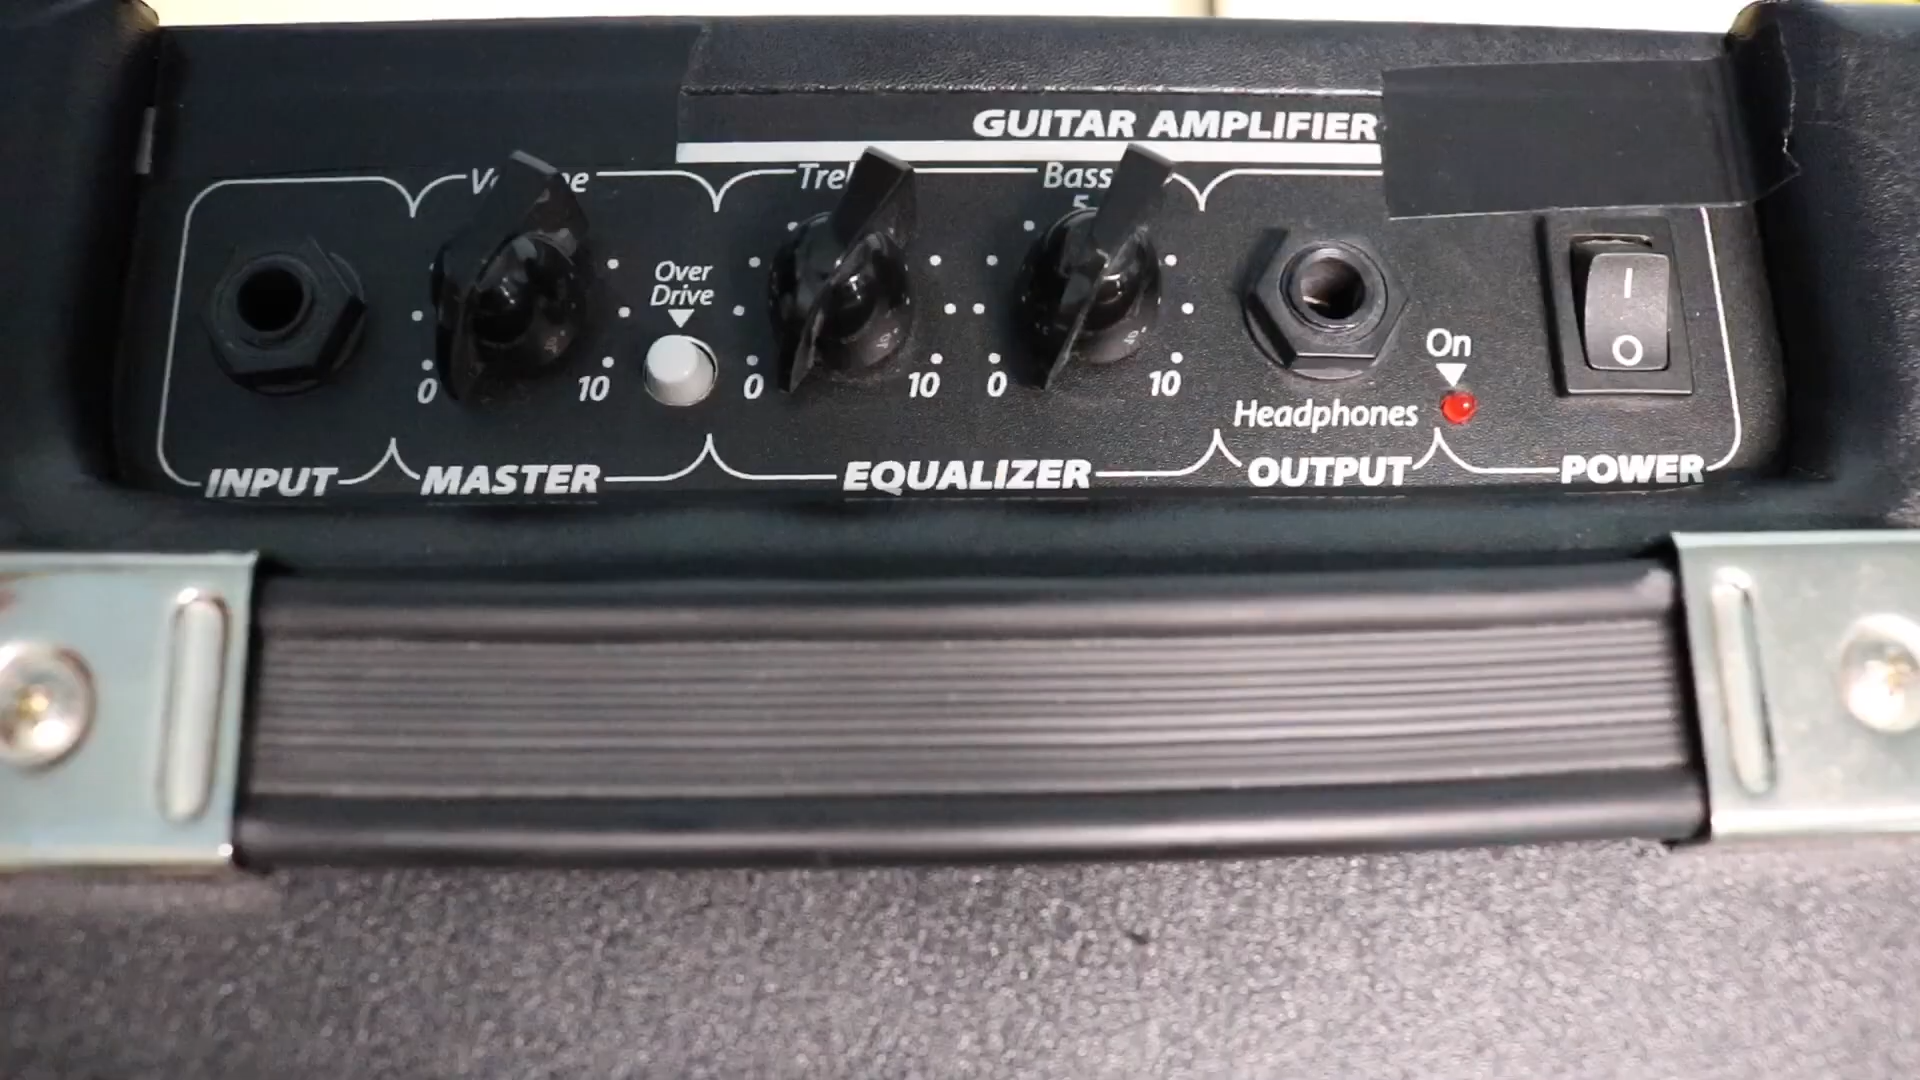 GUITAR AMPLIFIER
Bass
5
Over
Drive
0
10
0
10
0
10
On
Headphones
INPUT
MASTER
EQUALIZER
OUTPUT
POWER
I
O